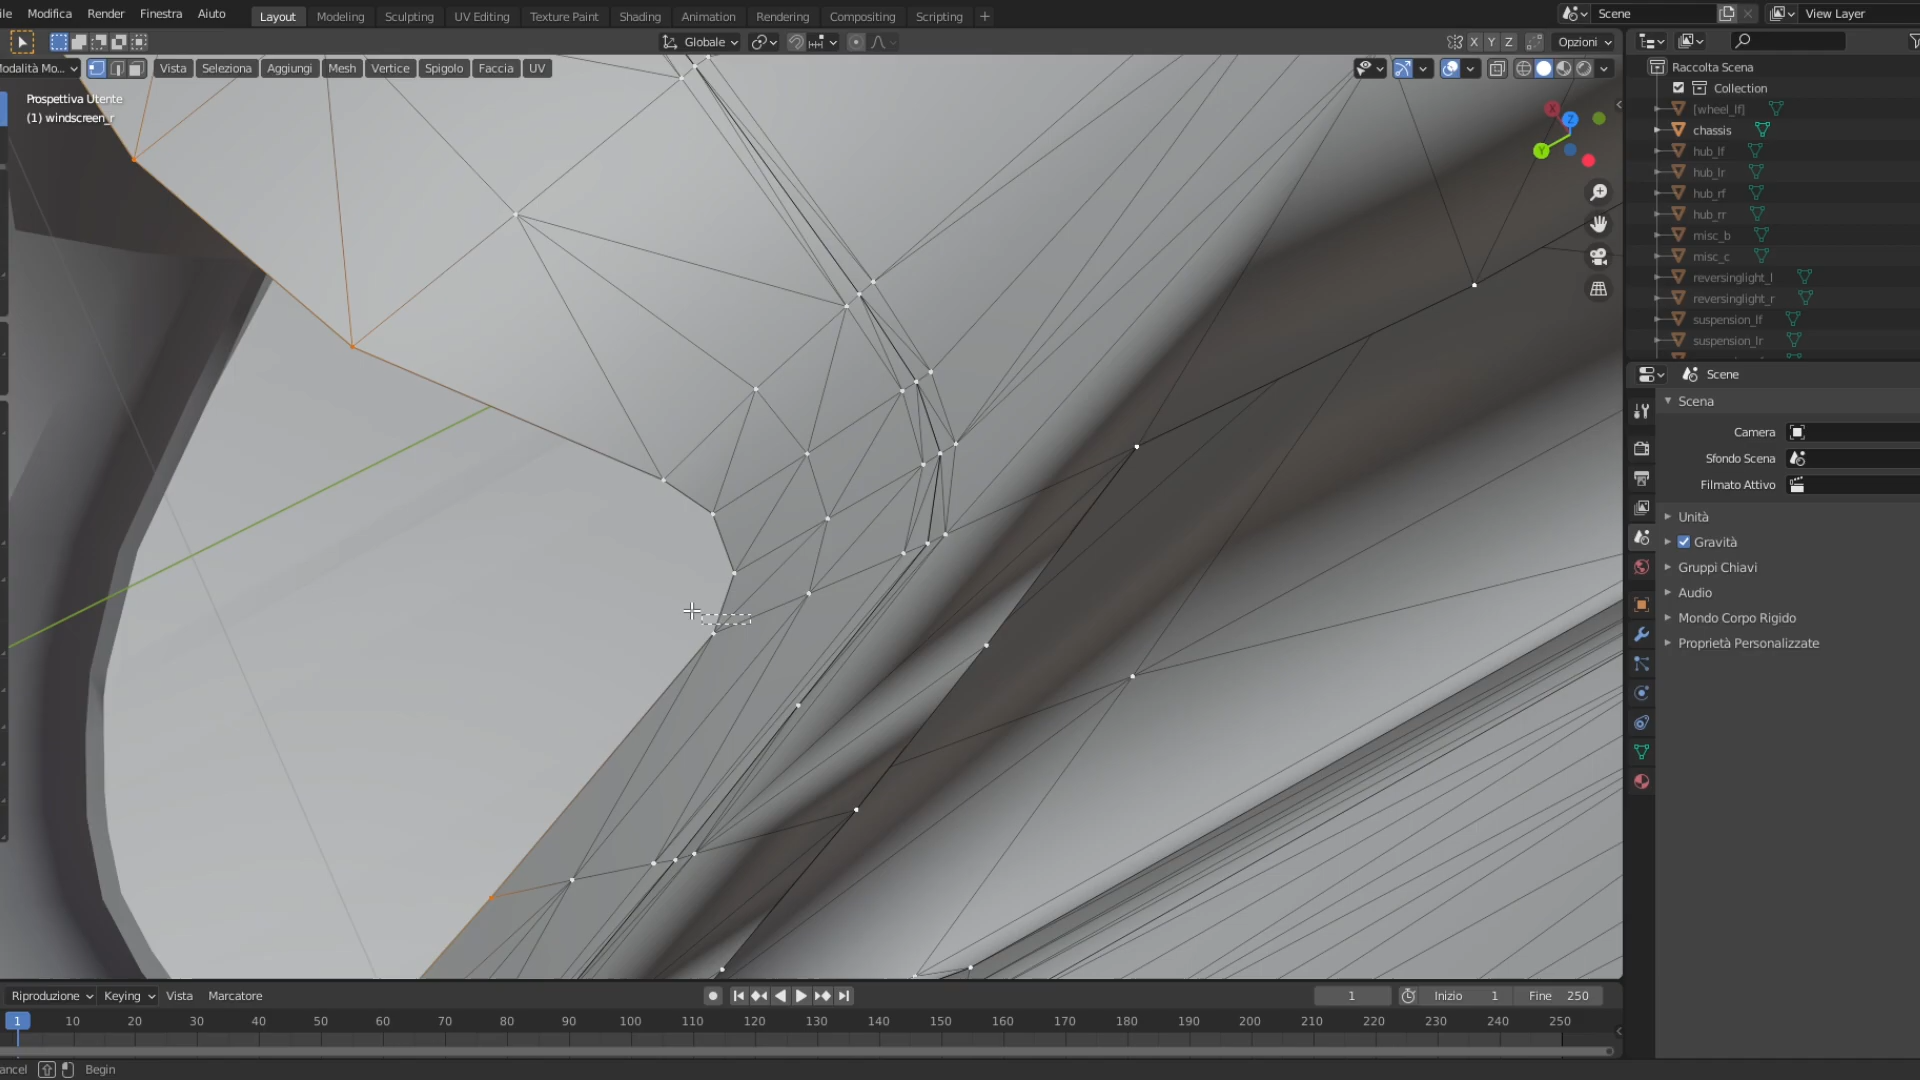 ile Modifica Render Finestra Aiuto Layout Modeling Sculpting UV Editing Texture Paint Shading Animation Rendering Compositing Scripting + Scene View Layer
Globale X Y Z Opzioni
odalità Mo... Vista Seleziona Aggiungi Mesh Vertice Spigolo Faccia UV
Prospettiva Utente
(1) windscreen_r
X
Z
Y
Raccolta Scena
Collection
[wheel_lf]
chassis
hub_lf
hub_lr
hub_rf
hub_rr
misc_b
misc_c
reversinglight_l
reversinglight_r
suspension_lf
suspension_lr
Scene
Scena
Camera
Sfondo Scena
Filmato Attivo
Unità
Gravità
Gruppi Chiavi
Audio
Mondo Corpo Rigido
Proprietà Personalizzate
Riproduzione Keying Vista Marcatore 1 Inizio 1 Fine 250
1 10 20 30 40 50 60 70 80 90 100 110 120 130 140 150 160 170 180 190 200 210 220 230 240 250
ancel Begin